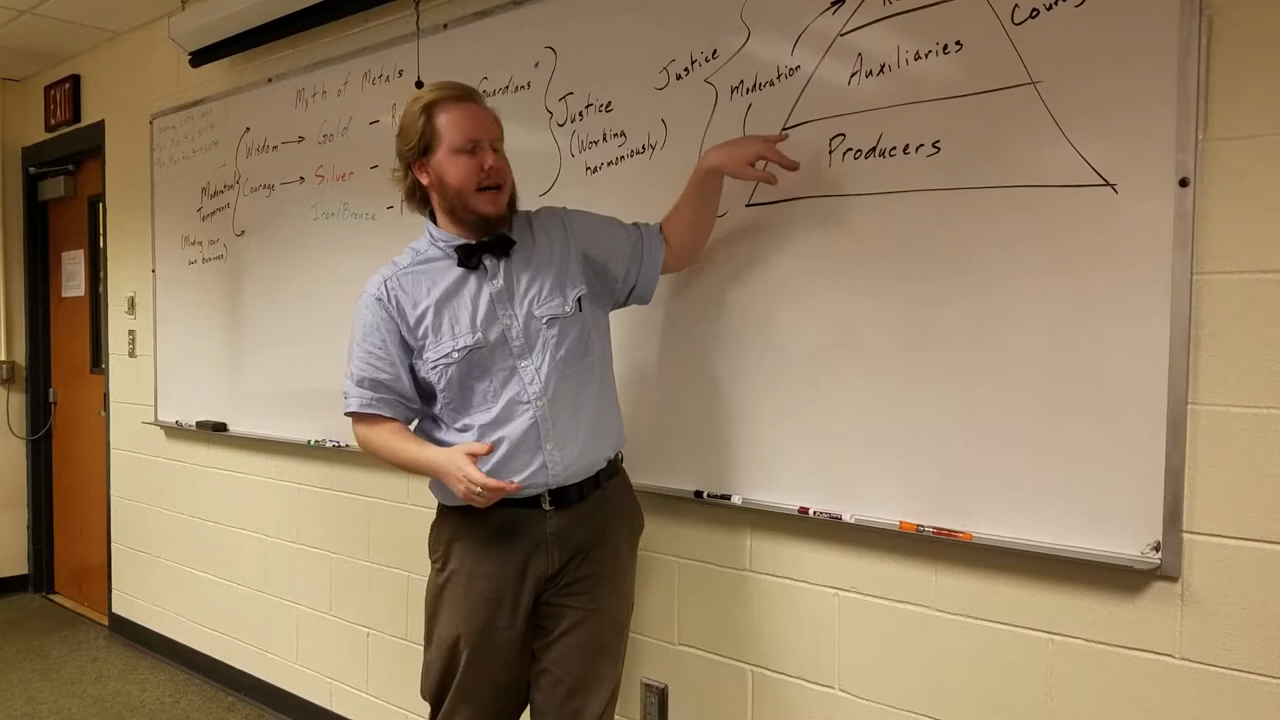 EXIT
Myth of Metals
Wisdom → Gold -
Courage → Silver -
Iron/Bronze -
Moderation/
Temperance
(Minding your
own business)
Guardians"
Justice
(Working
harmoniously)
Justice
Moderation
Auxiliaries
Producers